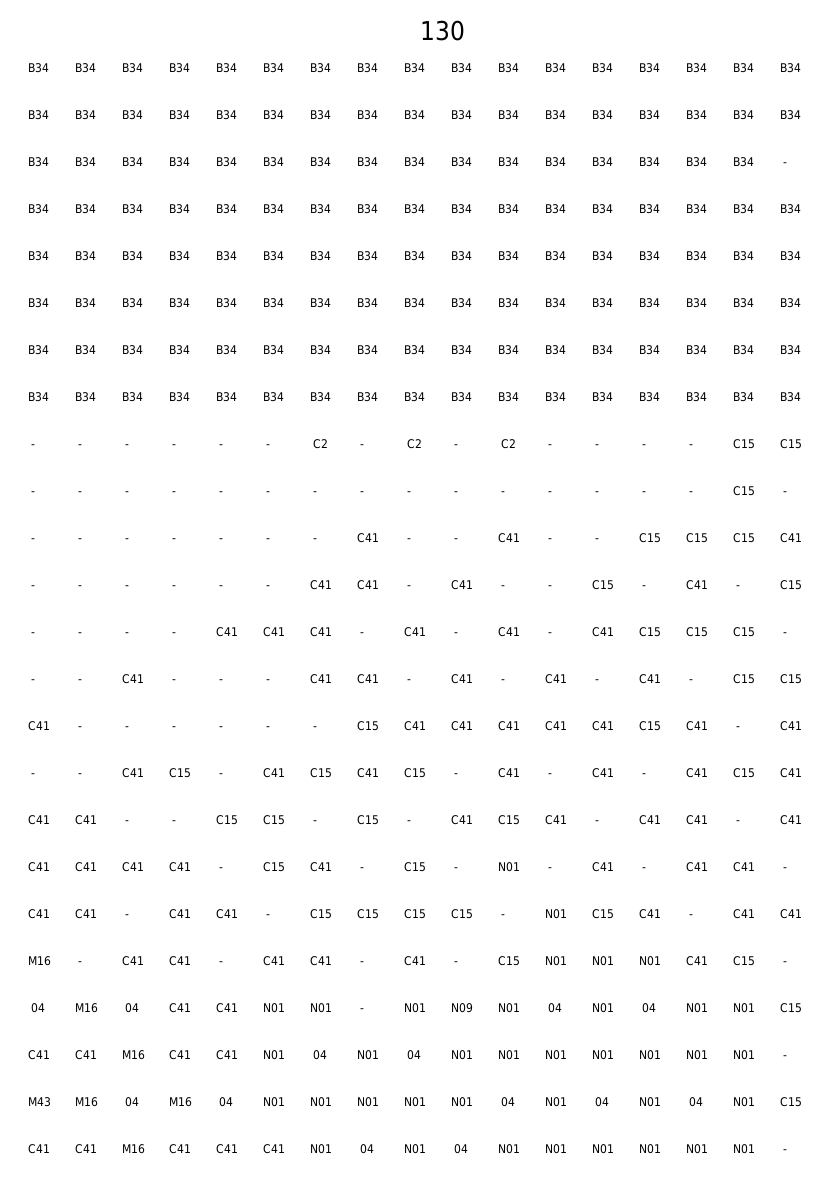 130
B34 B34 B34 B34 B34 B34 B34 B34 B34 B34 B34 B34 B34 B34 B34 B34 B34
B34 B34 B34 B34 B34 B34 B34 B34 B34 B34 B34 B34 B34 B34 B34 B34 B34
B34 B34 B34 B34 B34 B34 B34 B34 B34 B34 B34 B34 B34 B34 B34 B34 -
B34 B34 B34 B34 B34 B34 B34 B34 B34 B34 B34 B34 B34 B34 B34 B34 B34
B34 B34 B34 B34 B34 B34 B34 B34 B34 B34 B34 B34 B34 B34 B34 B34 B34
B34 B34 B34 B34 B34 B34 B34 B34 B34 B34 B34 B34 B34 B34 B34 B34 B34
B34 B34 B34 B34 B34 B34 B34 B34 B34 B34 B34 B34 B34 B34 B34 B34 B34
B34 B34 B34 B34 B34 B34 B34 B34 B34 B34 B34 B34 B34 B34 B34 B34 B34
- - - - - - C2 - C2 - C2 - - - - C15 C15
- - - - - - - - - - - - - - - C15 -
- - - - - - - C41 - - C41 - - C15 C15 C15 C41
- - - - - - C41 C41 - C41 - - C15 - C41 - C15
- - - - C41 C41 C41 - C41 - C41 - C41 C15 C15 C15 -
- - C41 - - - C41 C41 - C41 - C41 - C41 - C15 C15
C41 - - - - - - C15 C41 C41 C41 C41 C41 C15 C41 - C41
- - C41 C15 - C41 C15 C41 C15 - C41 - C41 - C41 C15 C41
C41 C41 - - C15 C15 - C15 - C41 C15 C41 - C41 C41 - C41
C41 C41 C41 C41 - C15 C41 - C15 - N01 - C41 - C41 C41 -
C41 C41 - C41 C41 - C15 C15 C15 C15 - N01 C15 C41 - C41 C41
M16 - C41 C41 - C41 C41 - C41 - C15 N01 N01 N01 C41 C15 -
04 M16 04 C41 C41 N01 N01 - N01 N09 N01 04 N01 04 N01 N01 C15
C41 C41 M16 C41 C41 N01 04 N01 04 N01 N01 N01 N01 N01 N01 N01 -
M43 M16 04 M16 04 N01 N01 N01 N01 N01 04 N01 04 N01 04 N01 C15
C41 C41 M16 C41 C41 C41 N01 04 N01 04 N01 N01 N01 N01 N01 N01 -